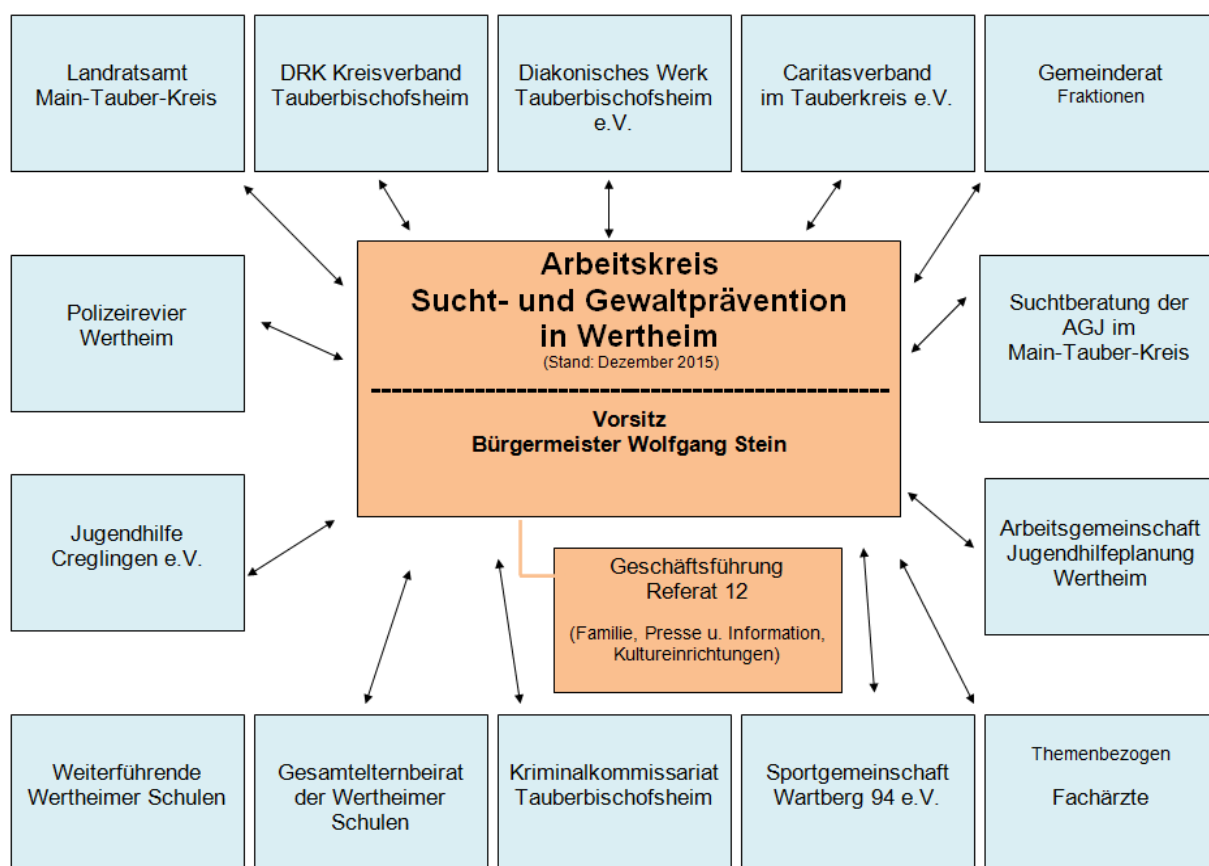 Landratsamt
Main-Tauber-Kreis
DRK Kreisverband
Tauberbischofsheim
Diakonisches Werk
Tauberbischofsheim
e.V.
Caritasverband
im Tauberkreis e.V.
Gemeinderat
Fraktionen
Arbeitskreis
Sucht- und Gewaltprävention
in Wertheim
(Stand: Dezember 2015)
Vorsitz
Bürgermeister Wolfgang Stein
Polizeirevier
Wertheim
Suchtberatung der
AGJ im
Main-Tauber-Kreis
Jugendhilfe
Creglingen e.V.
Arbeitsgemeinschaft
Jugendhilfeplanung
Wertheim
Geschäftsführung
Referat 12
(Familie, Presse u. Information,
Kultureinrichtungen)
Weiterführende
Wertheimer Schulen
Gesamtelternbeirat
der Wertheimer
Schulen
Kriminalkommissariat
Tauberbischofsheim
Sportgemeinschaft
Wartberg 94 e.V.
Themenbezogen
Fachärzte